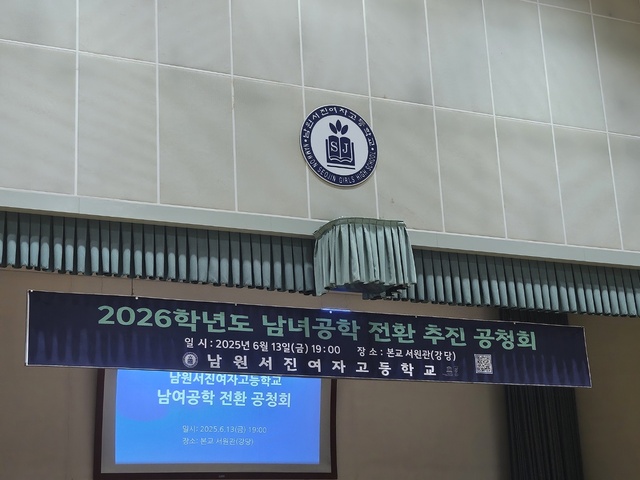 남원서진여자고등학교
SJ
NAMWON SEOJIN GIRLS HIGH SCHOOL
2026학년도 남녀공학 전환 추진 공청회
일 시 : 2025년 6월 13일(금) 19:00 장 소 : 본교 서원관(강당)
남원서진여자고등학교
남원서진여자고등학교
남여공학 전환 공청회
일시: 2025.6.13(금) 19:00
장소: 본교 서원관(강당)